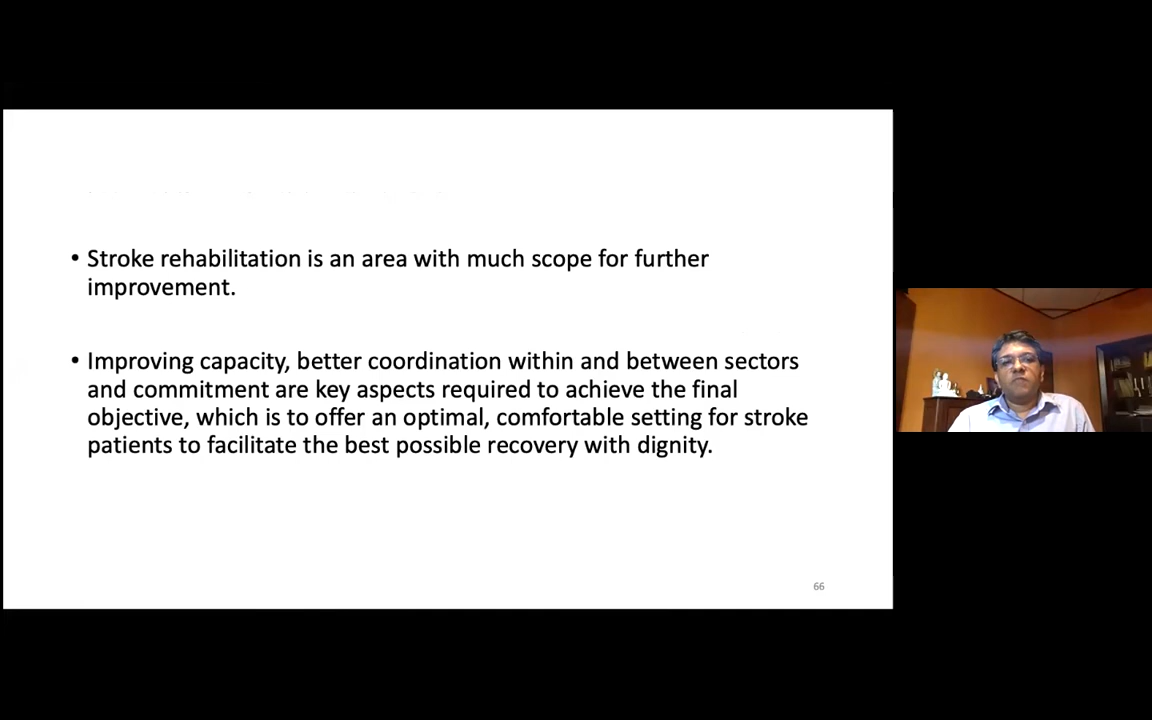 • Stroke rehabilitation is an area with much scope for further
improvement.
• Improving capacity, better coordination within and between sectors
and commitment are key aspects required to achieve the final
objective, which is to offer an optimal, comfortable setting for stroke
patients to facilitate the best possible recovery with dignity.
66